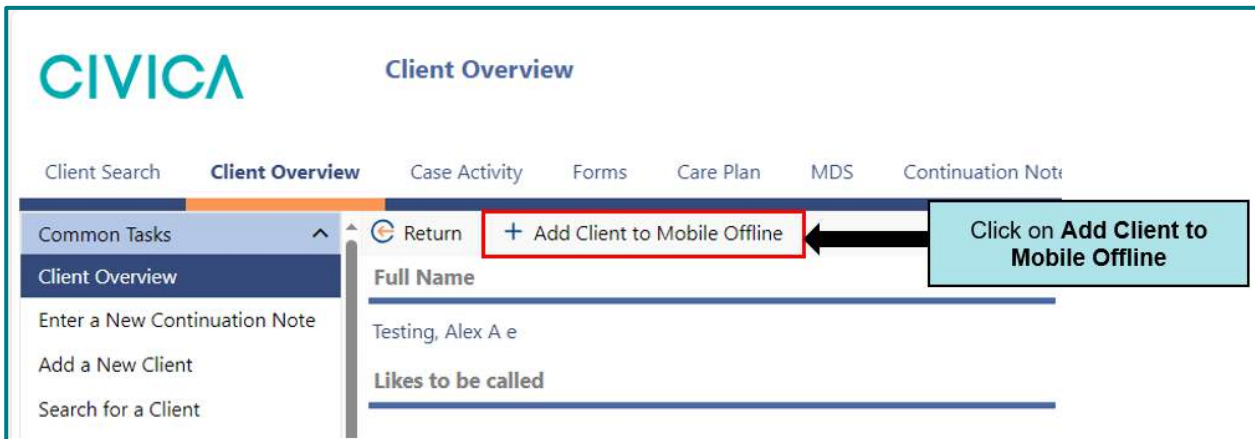 CIVICA
Client Overview
Client Search Client Overview Case Activity Forms Care Plan MDS Continuation Note
Common Tasks
Return + Add Client to Mobile Offline
Click on Add Client to
Mobile Offline
Client Overview
Full Name
Enter a New Continuation Note
Testing, Alex A e
Add a New Client
Likes to be called
Search for a Client